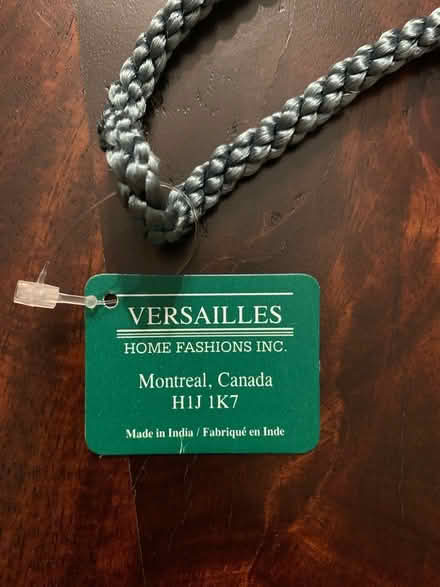 VERSAILLES
HOME FASHIONS INC.
Montreal, Canada
H1J 1K7
Made in India / Fabriqué en Inde